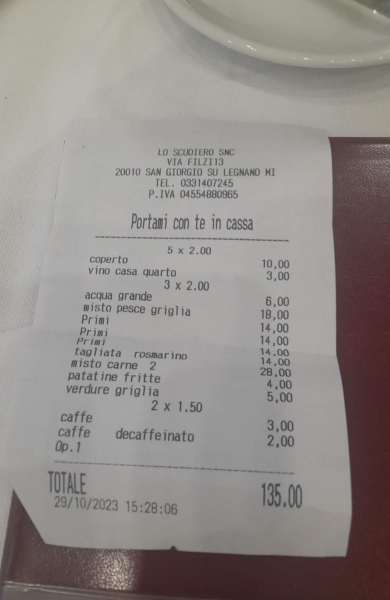 LO SCUDIERO SNC
VIA FILZI13
20010 SAN GIORGIO SU LEGNANO MI
TEL. 0331407245
P.IVA 04554880965
Portami con te in cassa
5 x 2.00
coperto 10,00
vino casa quarto 3,00
3 x 2.00
acqua grande 6,00
misto pesce griglia 18,00
Primi 14,00
Primi 14,00
Primi 14,00
tagliata rosmarino 14,00
misto carne 2 28,00
patatine fritte 4,00
verdure griglia 5,00
2 x 1.50
caffe 3,00
caffe decaffeinato 2,00
Op.1
TOTALE 135.00
29/10/2023 15:28:06